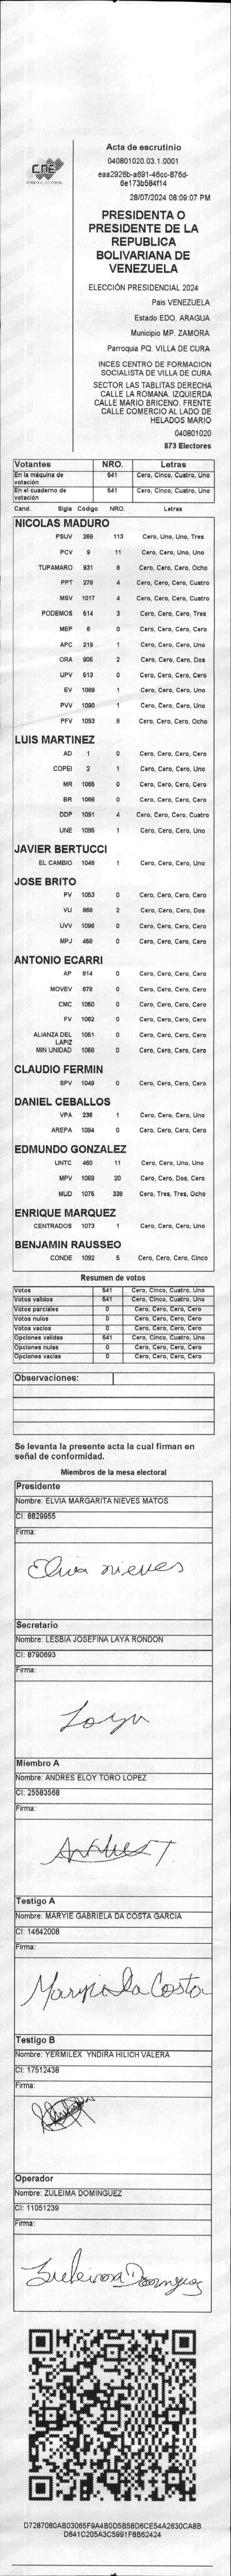 CNE
Acta de escrutinio
040801020.03.1.0001
eaa2926b-a691-46cc-876d-
6e173b584f14
28/07/2024 08:09:07 PM
PRESIDENTA O
PRESIDENTE DE LA
REPUBLICA
BOLIVARIANA DE
VENEZUELA
ELECCIÓN PRESIDENCIAL 2024
Pais VENEZUELA
Estado EDO. ARAGUA
Municipio MP. ZAMORA
Parroquia PQ. VILLA DE CURA
INCES CENTRO DE FORMACION
SOCIALISTA DE VILLA DE CURA
SECTOR LAS TABLITAS DERECHA
CALLE LA ROMANA. IZQUIERDA
CALLE MARIO BRICENO. FRENTE
CALLE COMERCIO AL LADO DE
HELADOS MARIO
040801020
873 Electores
Votantes NRO. Letras
En la máquina de votación 541 Cero, Cinco, Cuatro, Uno
En el cuaderno de votación 541 Cero, Cinco, Cuatro, Uno
Cand. Sigla Código NRO. Letras
NICOLAS MADURO
PSUV 269 113 Cero, Uno, Uno, Tres
PCV 9 11 Cero, Cero, Uno, Uno
TUPAMARO 931 8 Cero, Cero, Cero, Ocho
PPT 276 4 Cero, Cero, Cero, Cuatro
MSV 1017 4 Cero, Cero, Cero, Cuatro
PODEMOS 514 3 Cero, Cero, Cero, Tres
MEP 6 0 Cero, Cero, Cero, Cero
APC 219 1 Cero, Cero, Cero, Uno
ORA 906 2 Cero, Cero, Cero, Dos
UPV 513 0 Cero, Cero, Cero, Cero
EV 1089 1 Cero, Cero, Cero, Uno
PVV 1090 1 Cero, Cero, Cero, Uno
PFV 1093 8 Cero, Cero, Cero, Ocho
LUIS MARTINEZ
AD 1 0 Cero, Cero, Cero, Cero
COPEI 2 1 Cero, Cero, Cero, Uno
MR 1065 0 Cero, Cero, Cero, Cero
BR 1066 0 Cero, Cero, Cero, Cero
DDP 1091 4 Cero, Cero, Cero, Cuatro
UNE 1095 1 Cero, Cero, Cero, Uno
JAVIER BERTUCCI
EL CAMBIO 1048 1 Cero, Cero, Cero, Uno
JOSE BRITO
PV 1053 0 Cero, Cero, Cero, Cero
VU 868 2 Cero, Cero, Cero, Dos
UVV 1096 0 Cero, Cero, Cero, Cero
MPJ 458 0 Cero, Cero, Cero, Cero
ANTONIO ECARRI
AP 914 0 Cero, Cero, Cero, Cero
MOVEV 878 0 Cero, Cero, Cero, Cero
CMC 1050 0 Cero, Cero, Cero, Cero
FV 1062 0 Cero, Cero, Cero, Cero
ALIANZA DEL LAPIZ 1051 0 Cero, Cero, Cero, Cero
MIN UNIDAD 1069 0 Cero, Cero, Cero, Cero
CLAUDIO FERMIN
SPV 1049 0 Cero, Cero, Cero, Cero
DANIEL CEBALLOS
VPA 236 1 Cero, Cero, Cero, Uno
AREPA 1094 0 Cero, Cero, Cero, Cero
EDMUNDO GONZALEZ
UNTC 460 11 Cero, Cero, Uno, Uno
MPV 1069 20 Cero, Cero, Dos, Cero
MUD 1075 338 Cero, Tres, Tres, Ocho
ENRIQUE MARQUEZ
CENTRADOS 1073 1 Cero, Cero, Cero, Uno
BENJAMIN RAUSSEO
CONDE 1092 5 Cero, Cero, Cero, Cinco
Resumen de votos
Votos 541 Cero, Cinco, Cuatro, Uno
Votos validos 541 Cero, Cinco, Cuatro, Uno
Votos parciales 0 Cero, Cero, Cero, Cero
Votos nulos 0 Cero, Cero, Cero, Cero
Votos vacios 0 Cero, Cero, Cero, Cero
Opciones validas 541 Cero, Cinco, Cuatro, Uno
Opciones nulas 0 Cero, Cero, Cero, Cero
Opciones vacias 0 Cero, Cero, Cero, Cero
Observaciones:
Se levanta la presente acta la cual firman en
señal de conformidad.
Miembros de la mesa electoral
Presidente
Nombre: ELVIA MARGARITA NIEVES MATOS
CI: 8829955
Firma:
Elvia nieves
Secretario
Nombre: LESBIA JOSEFINA LAYA RONDON
CI: 8790693
Firma:
Laya
Miembro A
Nombre: ANDRES ELOY TORO LOPEZ
CI: 25583568
Firma:
Andres T.
Testigo A
Nombre: MARYIE GABRIELA DA COSTA GARCIA
CI: 14642008
Firma:
Maryie da Costa
Testigo B
Nombre: YERMILEX YNDIRA HILICH VALERA
CI: 17512438
Firma:
Operador
Nombre: ZULEIMA DOMINGUEZ
CI: 11051239
Firma:
Zuleima Dominguez
D7287080AB03065F9A4B0D5B58D6CE54A2630CA8B
D641C205A3C5991F8B62424